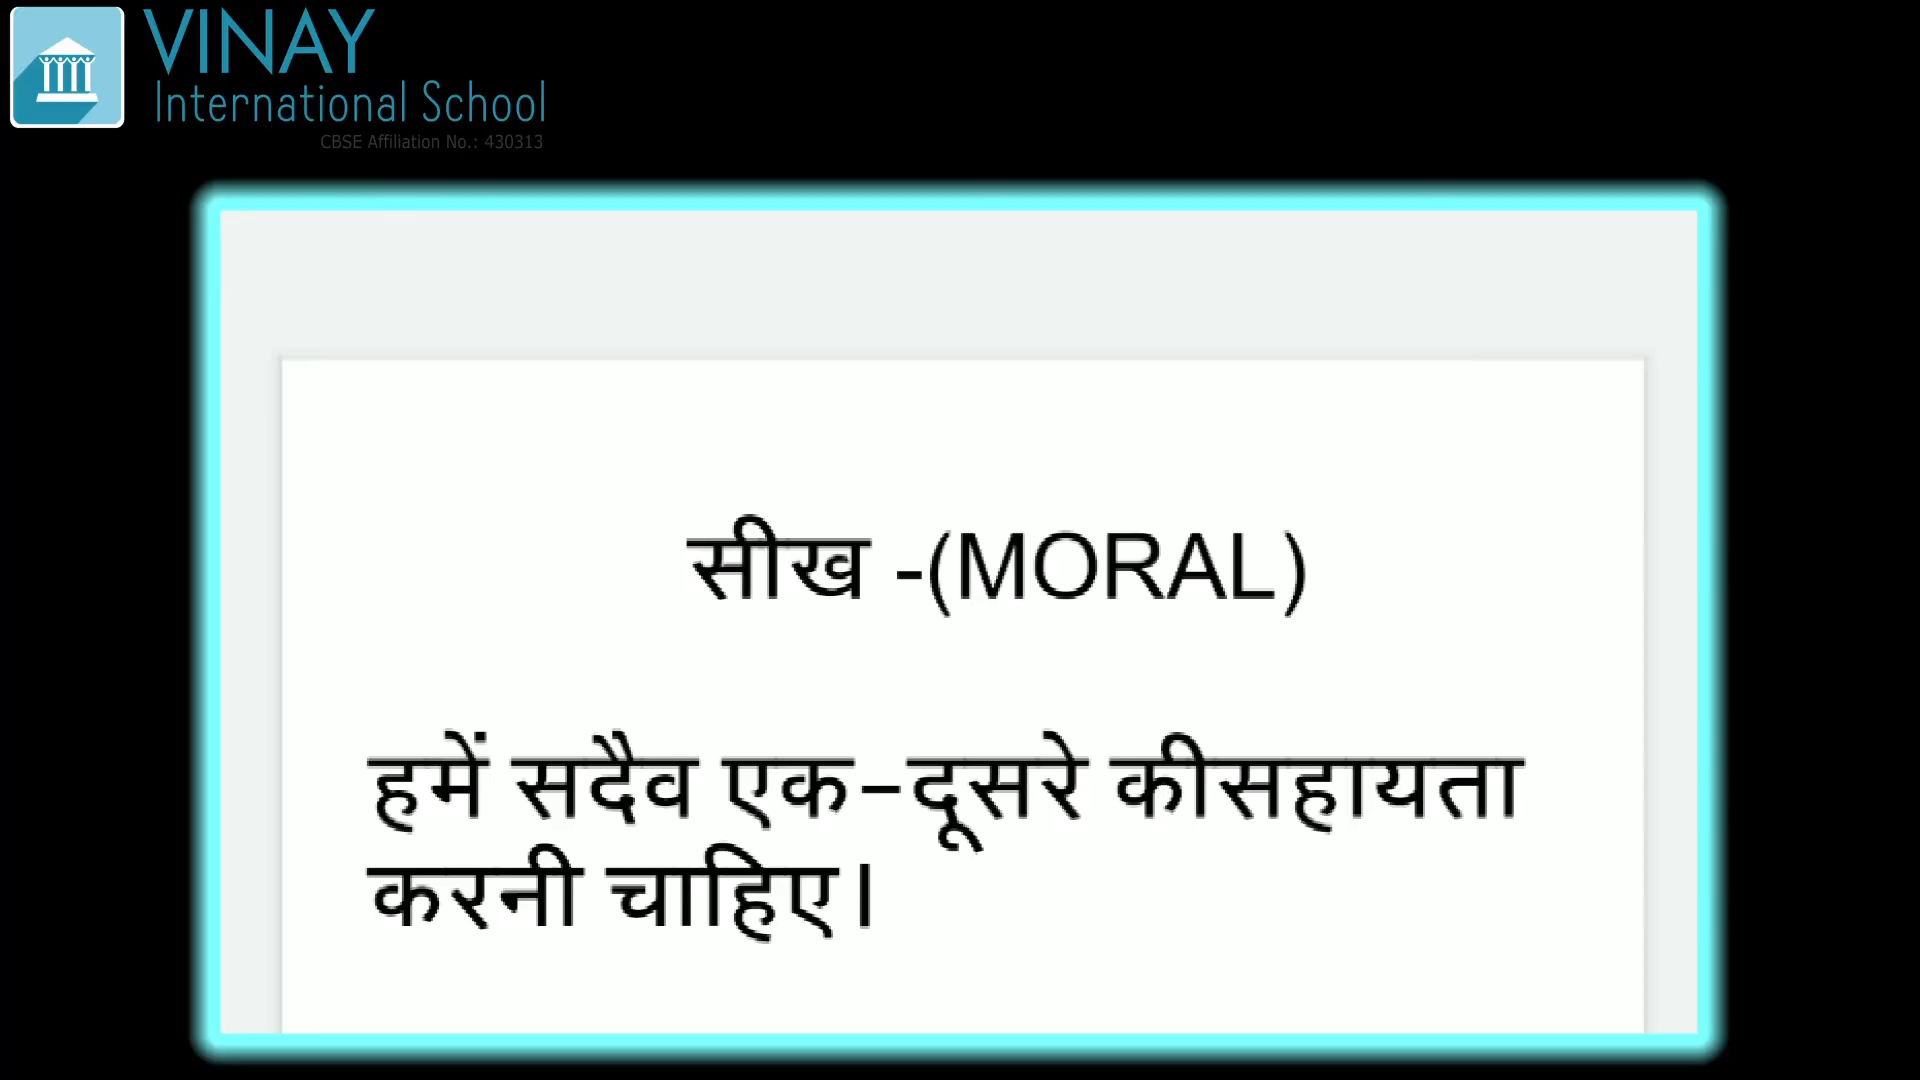 VINAY
International School
CBSE Affiliation No.: 430313
सीख -(MORAL)
हमें सदैव एक-दूसरे कीसहायता
करनी चाहिए।